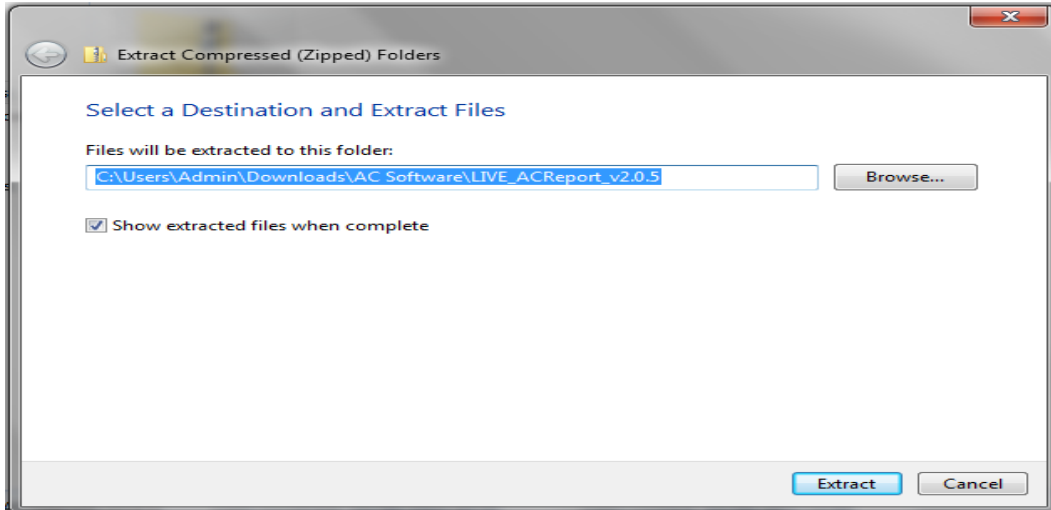 Extract Compressed (Zipped) Folders
Select a Destination and Extract Files
Files will be extracted to this folder:
C:\Users\Admin\Downloads\AC Software\LIVE_ACReport_v2.0.5
Browse...
Show extracted files when complete
Extract
Cancel